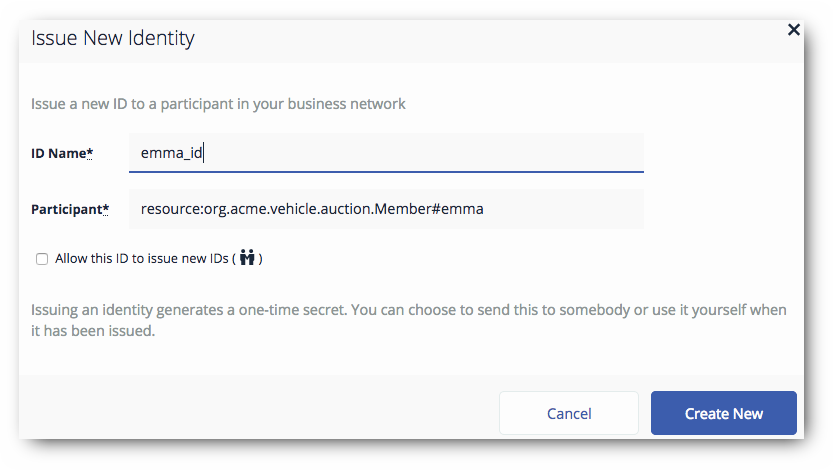 Issue New Identity
Issue a new ID to a participant in your business network
ID Name* emma_id
Participant* resource:org.acme.vehicle.auction.Member#emma
Allow this ID to issue new IDs ( )
Issuing an identity generates a one-time secret. You can choose to send this to somebody or use it yourself when
it has been issued.
Cancel Create New